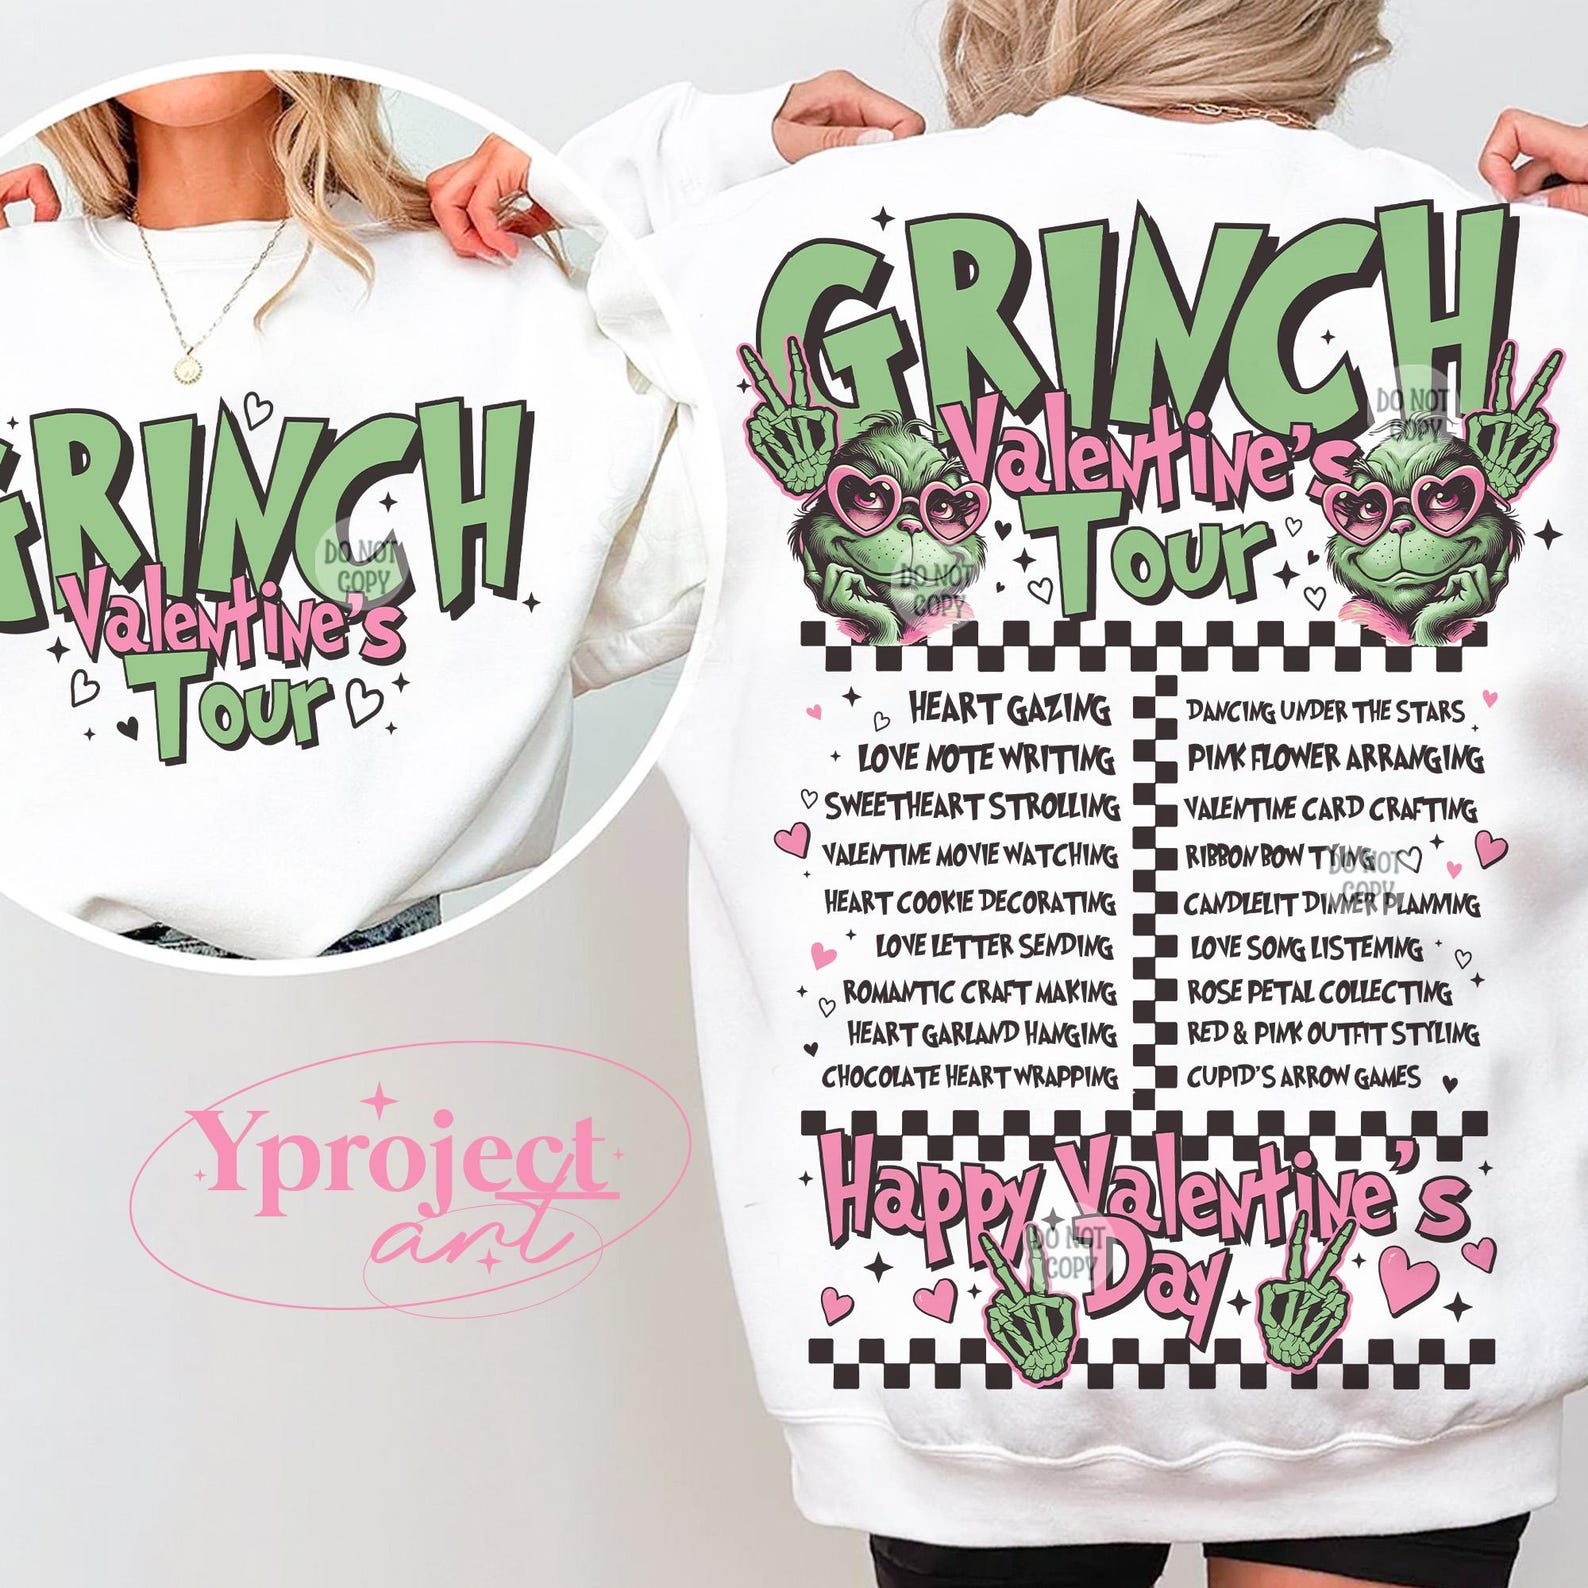 GRINCH
Valentine's
Tour
DO NOT
COPY
Yproject
art
GRINCH
Valentine's
Tour
DO NOT
COPY
DO NOT
COPY
HEART GAZING
LOVE NOTE WRITING
SWEETHEART STROLLING
VALENTINE MOVIE WATCHING
HEART COOKIE DECORATING
LOVE LETTER SENDING
ROMANTIC CRAFT MAKING
HEART GARLAND HANGING
CHOCOLATE HEART WRAPPING
DANCING UNDER THE STARS
PINK FLOWER ARRANGING
VALENTINE CARD CRAFTING
RIBBON BOW TYING
CANDLELIT DINNER PLANNING
LOVE SONG LISTENING
ROSE PETAL COLLECTING
RED & PINK OUTFIT STYLING
CUPID'S ARROW GAMES
DO NOT
COPY
Happy Valentine's
Day
DO NOT
COPY